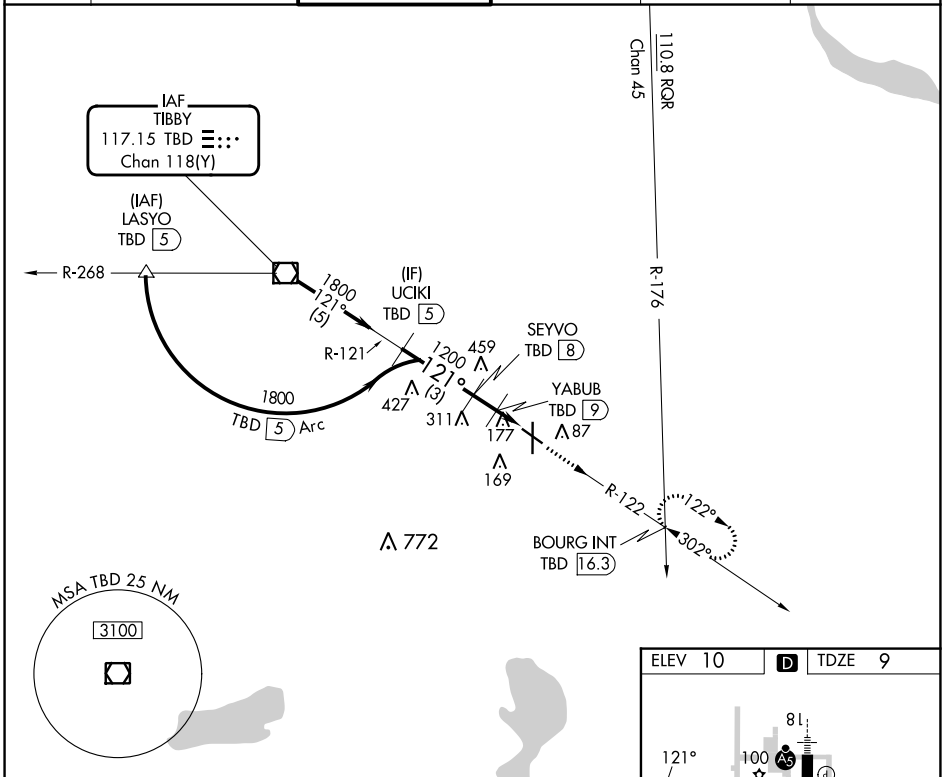 110.8 RQR
Chan 45
IAF
TIBBY
117.15 TBD
Chan 118(Y)
(IAF)
LASYO
TBD 5
R-268
1800
121°
(5)
(IF)
UCIKI
TBD 5
R-121
R-176
SEYVO
TBD 8
1200
121°
(3)
459
427
YABUB
TBD 9
311
177
87
169
1800
TBD 5 Arc
R-122
122°
302°
BOURG INT
TBD 16.3
772
MSA TBD 25 NM
3100
ELEV 10 D TDZE 9
18
121°
100
A5
d